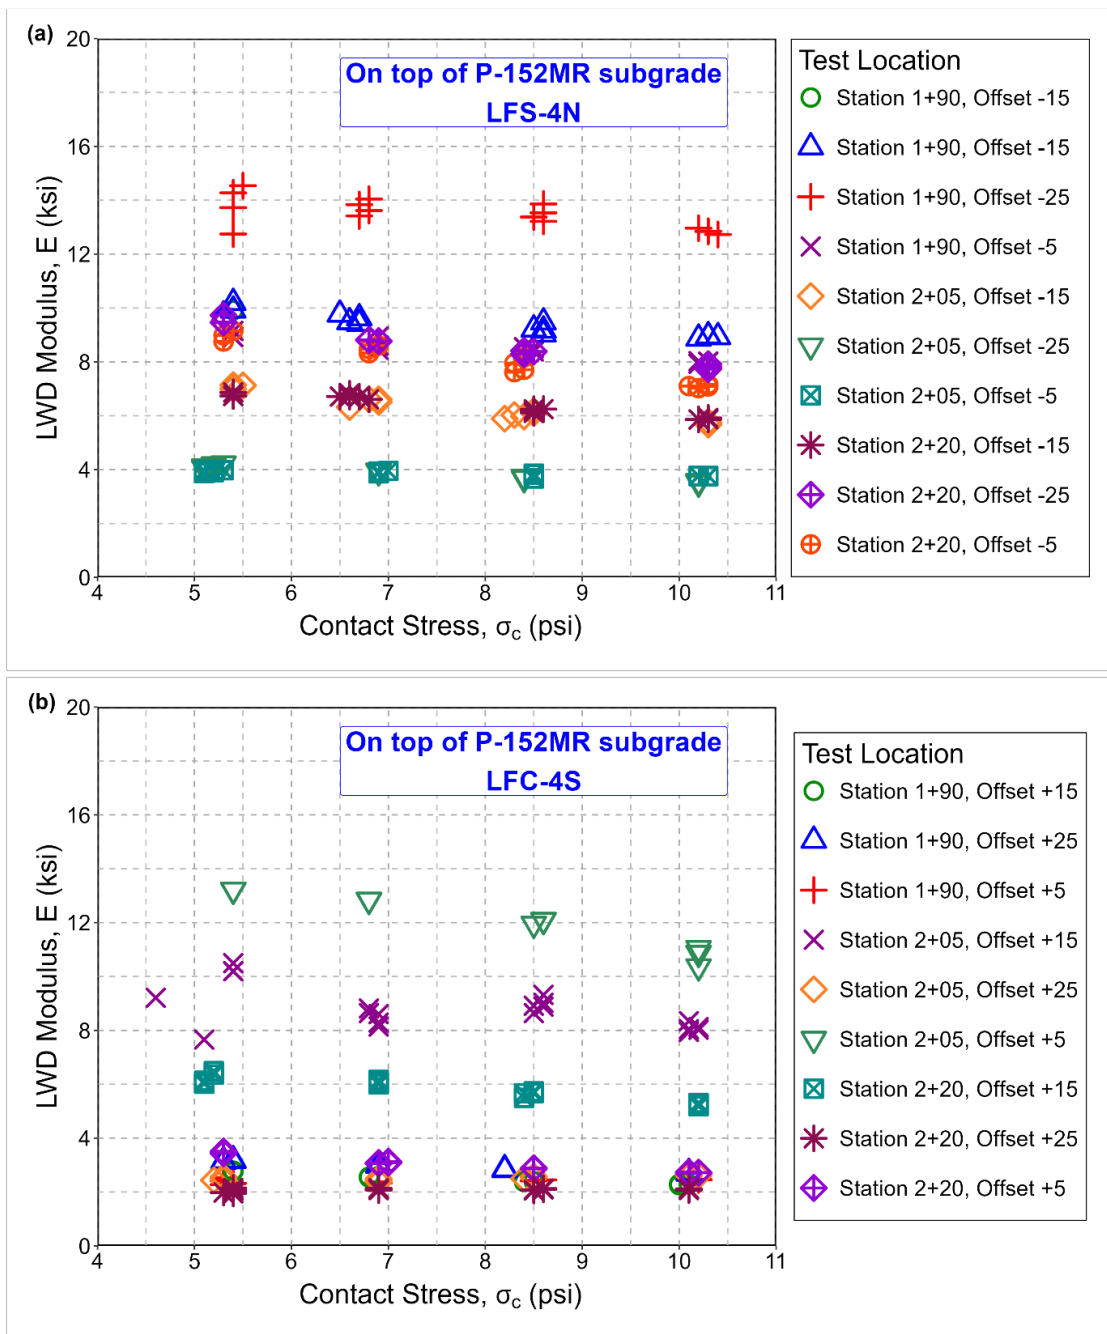 (a)
On top of P-152MR subgrade
LFS-4N
20
16
12
8
4
0
LWD Modulus, E (ksi)
4 5 6 7 8 9 10 11
Contact Stress, σc (psi)
Test Location
Station 1+90, Offset -15
Station 1+90, Offset -15
Station 1+90, Offset -25
Station 1+90, Offset -5
Station 2+05, Offset -15
Station 2+05, Offset -25
Station 2+05, Offset -5
Station 2+20, Offset -15
Station 2+20, Offset -25
Station 2+20, Offset -5
(b)
On top of P-152MR subgrade
LFC-4S
20
16
12
8
4
0
LWD Modulus, E (ksi)
4 5 6 7 8 9 10 11
Contact Stress, σc (psi)
Test Location
Station 1+90, Offset +15
Station 1+90, Offset +25
Station 1+90, Offset +5
Station 2+05, Offset +15
Station 2+05, Offset +25
Station 2+05, Offset +5
Station 2+20, Offset +15
Station 2+20, Offset +25
Station 2+20, Offset +5